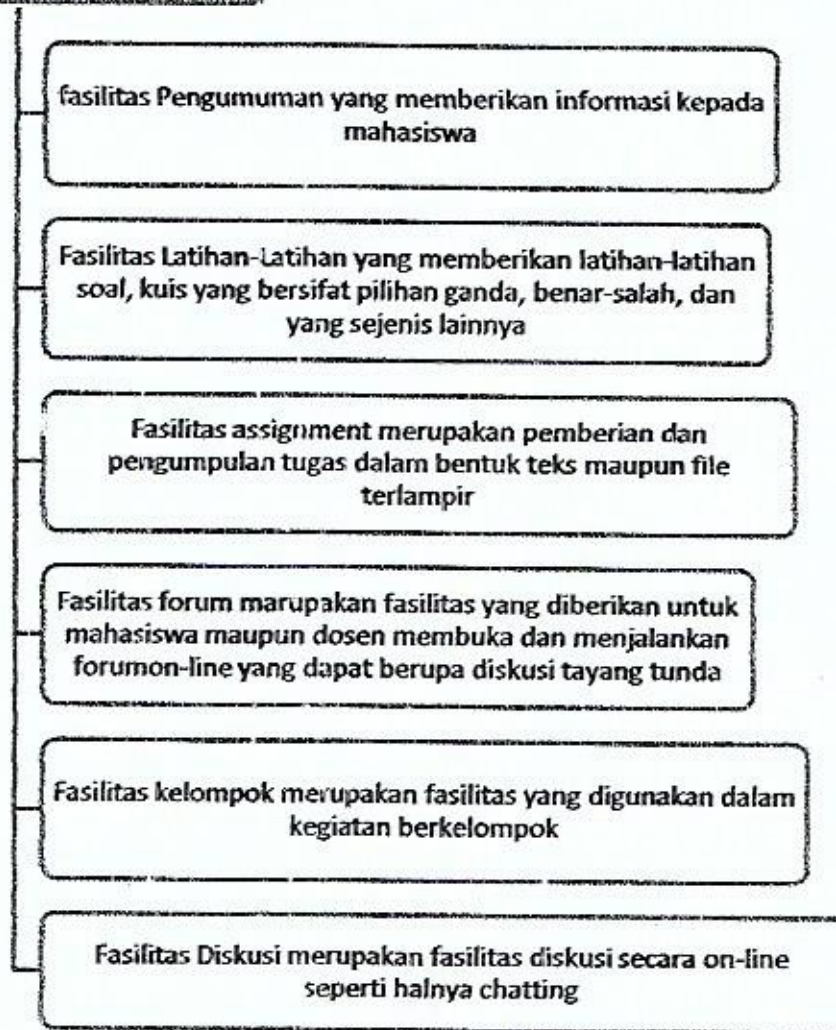 fasilitas Pengumuman yang memberikan informasi kepada
mahasiswa
Fasilitas Latihan-Latihan yang memberikan latihan-latihan
soal, kuis yang bersifat pilihan ganda, benar-salah, dan
yang sejenis lainnya
Fasilitas assignment merupakan pemberian dan
pengumpulan tugas dalam bentuk teks maupun file
terlampir
Fasilitas forum marupakan fasilitas yang diberikan untuk
mahasiswa maupun dosen membuka dan menjalankan
forumon-line yang dapat berupa diskusi tayang tunda
Fasilitas kelompok merupakan fasilitas yang digunakan dalam
kegiatan berkelompok
Fasilitas Diskusi merupakan fasilitas diskusi secara on-line
seperti halnya chatting